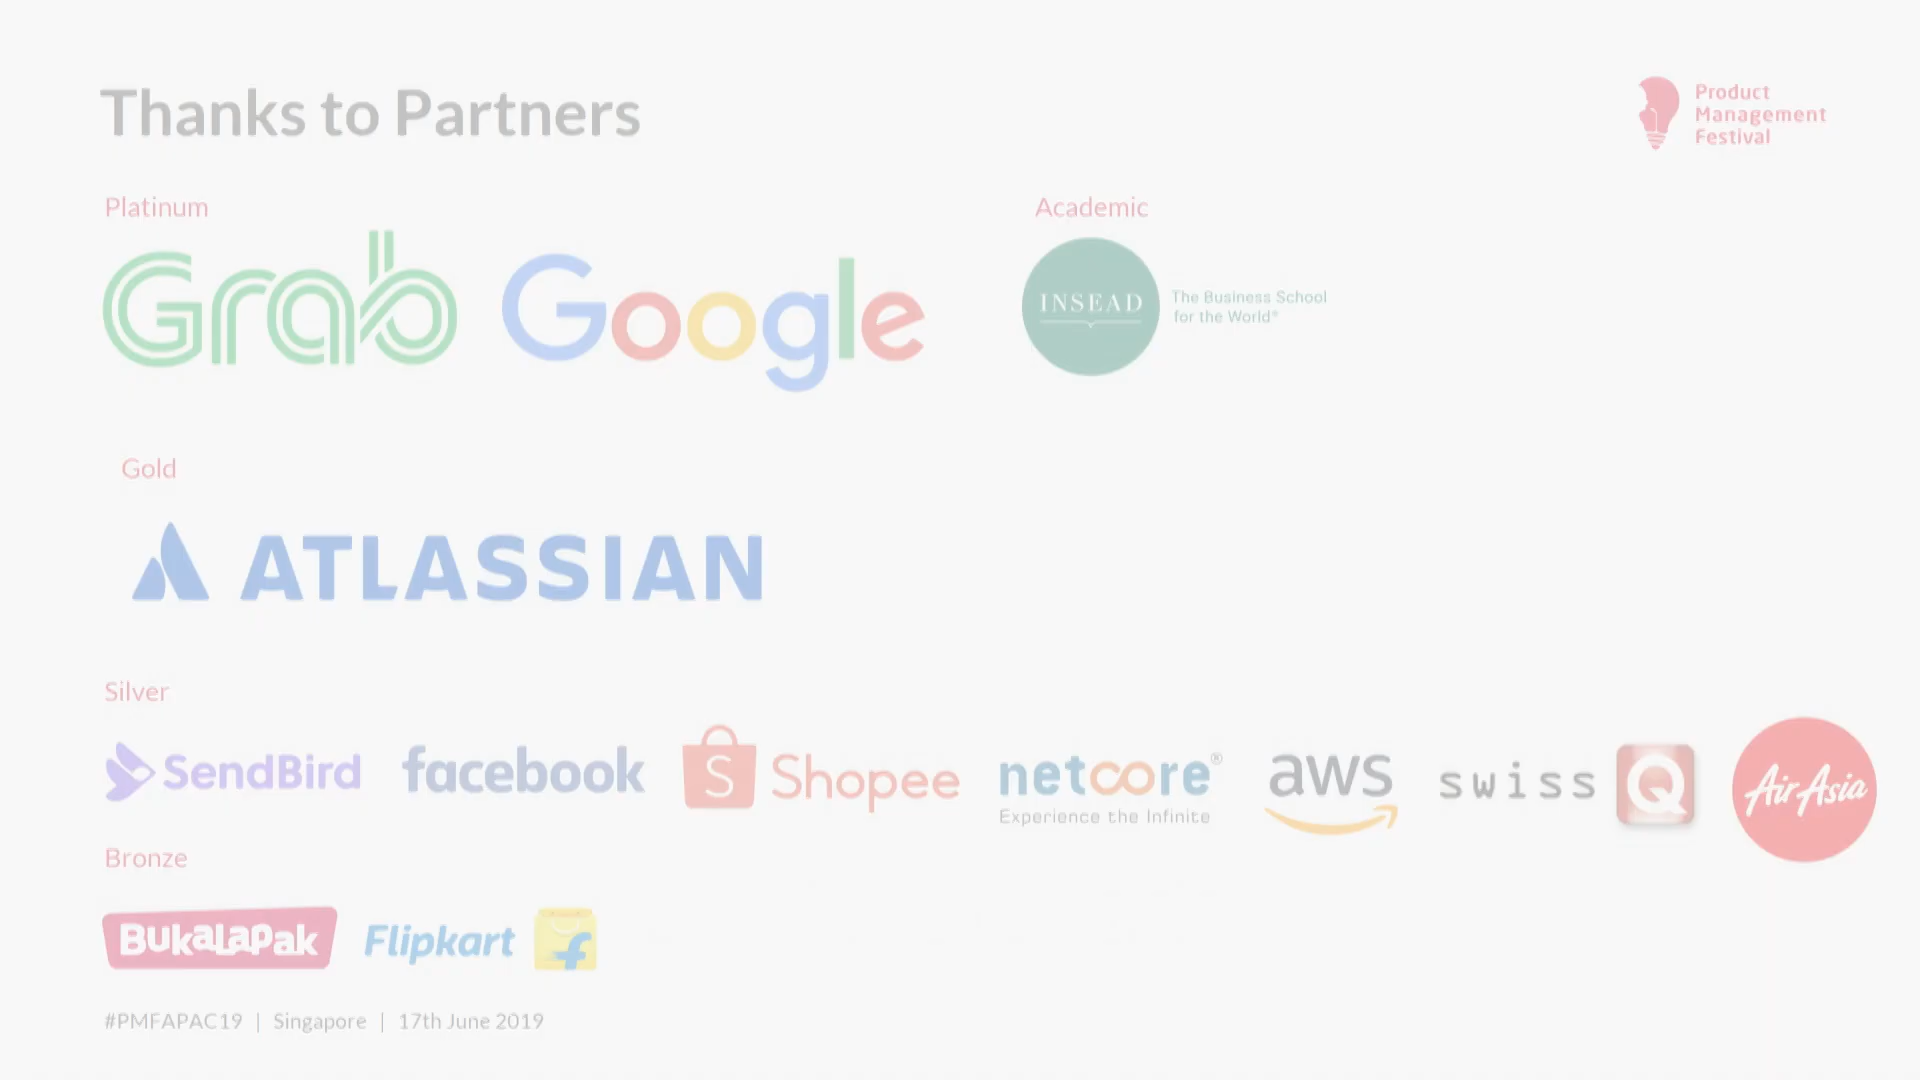 Thanks to Partners
Product
Management
Festival
Platinum
Academic
Grab
Google
INSEAD
The Business School
for the World®
Gold
ATLASSIAN
Silver
SendBird
facebook
S Shopee
netcore®
Experience the Infinite
aws
swiss Q
AirAsia
Bronze
BukaLapak
Flipkart f
#PMFAPAC19 | Singapore | 17th June 2019